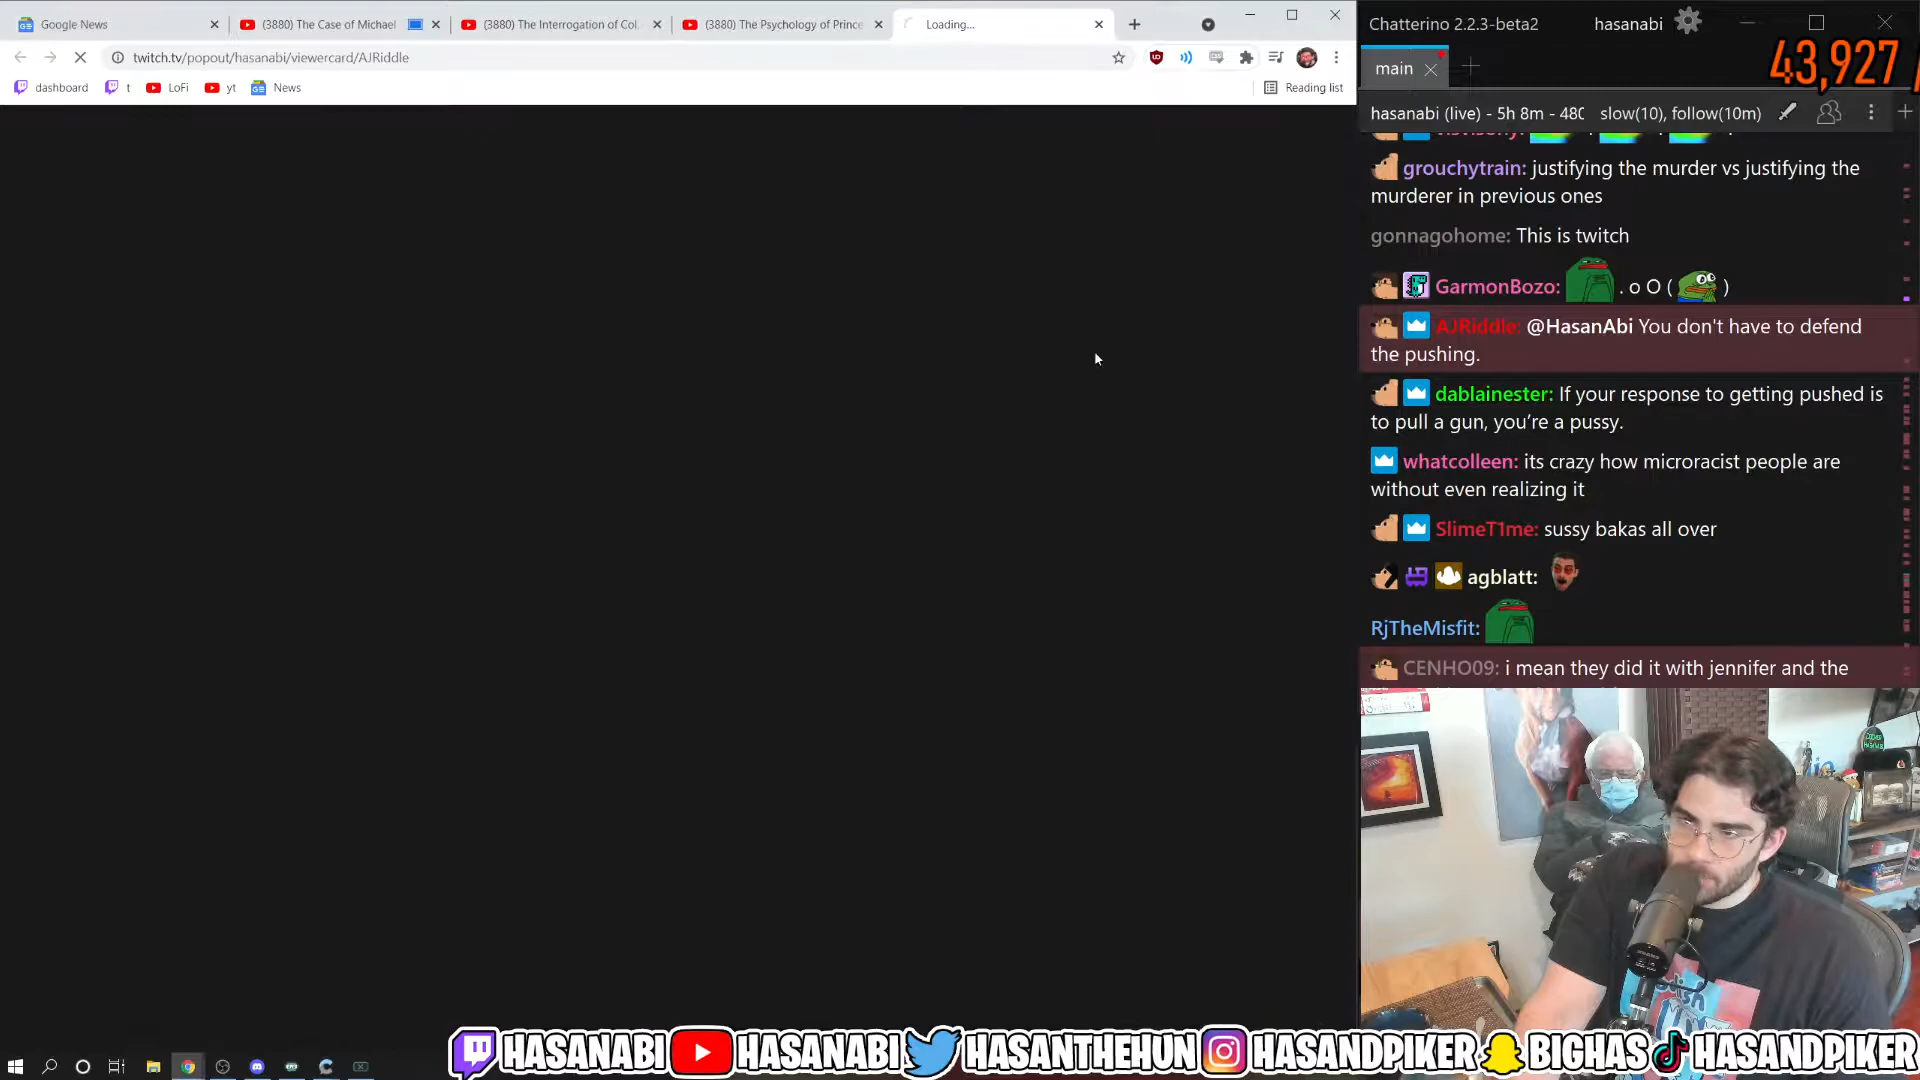 Google News
(3880) The Case of Michael
(3880) The Interrogation of Col
(3880) The Psychology of Prince
Loading...
twitch.tv/popout/hasanabi/viewercard/AJRiddle
dashboard
t
LoFi
yt
News
Reading list
Chatterino 2.2.3-beta2
hasanabi
43,927 /
main
hasanabi (live) - 5h 8m - 480
slow(10), follow(10m)
grouchytrain: justifying the murder vs justifying the
murderer in previous ones
gonnagohome: This is twitch
GarmonBozo: . o O ( )
AJRiddle: @HasanAbi You don't have to defend
the pushing.
dablainester: If your response to getting pushed is
to pull a gun, you're a pussy.
whatcolleen: its crazy how microracist people are
without even realizing it
SlimeT1me: sussy bakas all over
agblatt:
RjTheMisfit:
CENHO09: i mean they did it with jennifer and the
HASANABI
HASANABI
HASANTHEHUN
HASANDPIKER
BIGHAS
HASANDPIKER